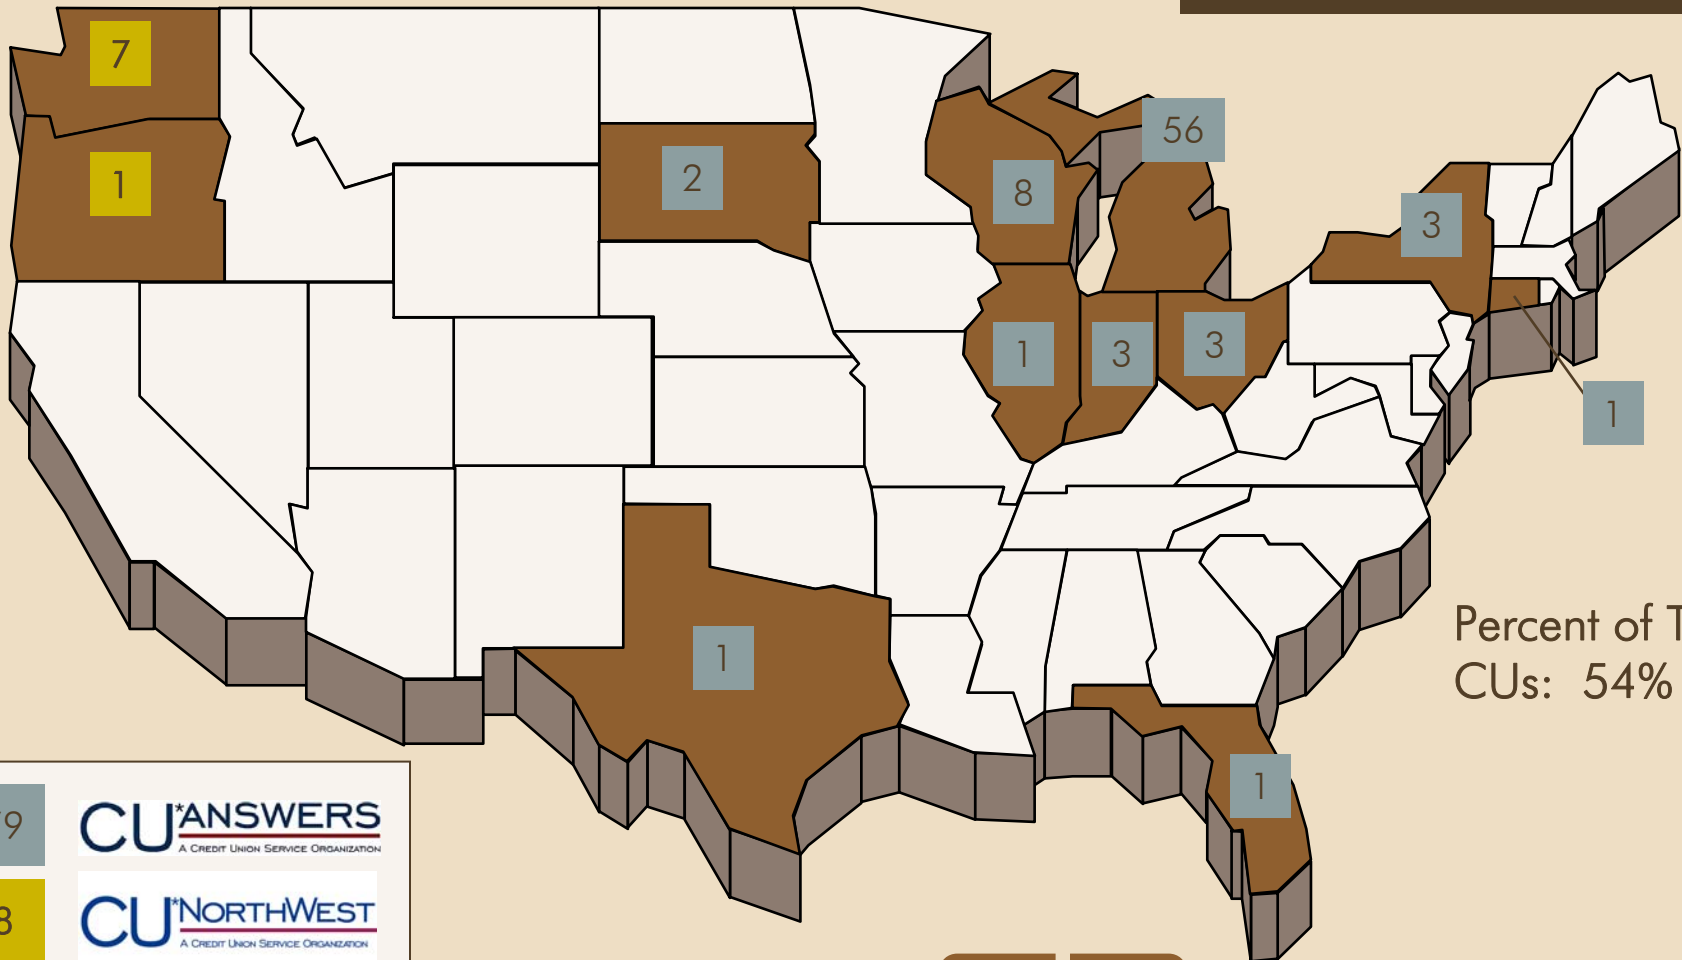 7
56
2
1
8
3
1
3
3
1
1
1
Percent of T
CUs: 54%
9
CU*ANSWERS
A CREDIT UNION SERVICE ORGANIZATION
8
CU*NORTHWEST
A CREDIT UNION SERVICE ORGANIZATION